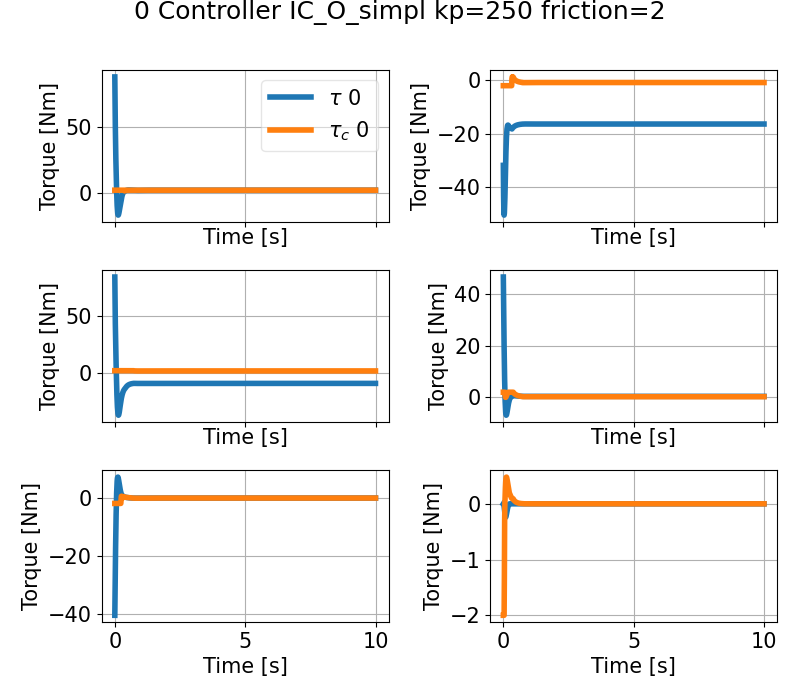 0 Controller IC_O_simpl kp=250 friction=2
Torque [Nm]
50
0
τ 0
τc 0
Time [s]
Torque [Nm]
0
−20
−40
Time [s]
Torque [Nm]
50
0
Time [s]
Torque [Nm]
40
20
0
Time [s]
Torque [Nm]
0
−20
−40
0 5 10
Time [s]
Torque [Nm]
0
−1
−2
0 5 10
Time [s]